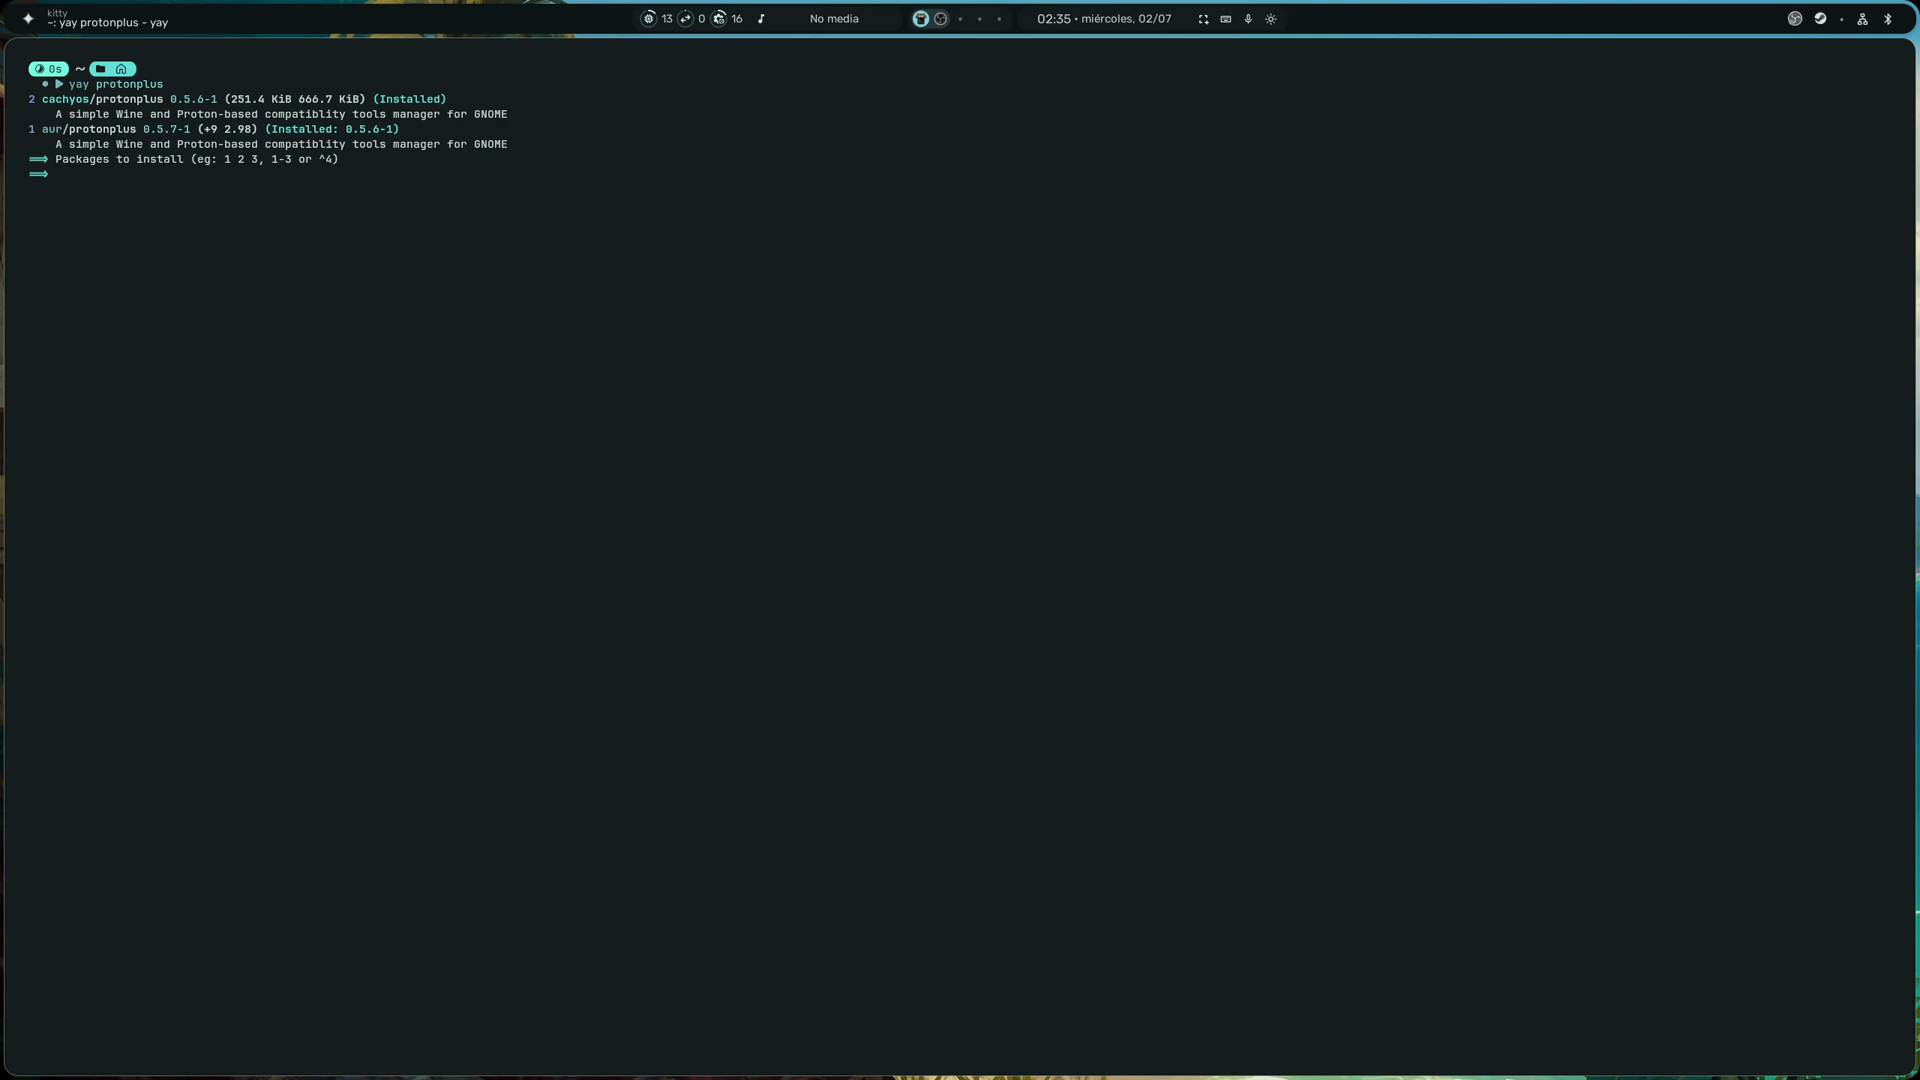 kitty
~: yay protonplus - yay
13 0 16 No media 02:35 • miércoles, 02/07
0s ~
yay protonplus
2 cachyos/protonplus 0.5.6-1 (251.4 KiB 666.7 KiB) (Installed)
A simple Wine and Proton-based compatiblity tools manager for GNOME
1 aur/protonplus 0.5.7-1 (+9 2.98) (Installed: 0.5.6-1)
A simple Wine and Proton-based compatiblity tools manager for GNOME
==> Packages to install (eg: 1 2 3, 1-3 or ^4)
==>